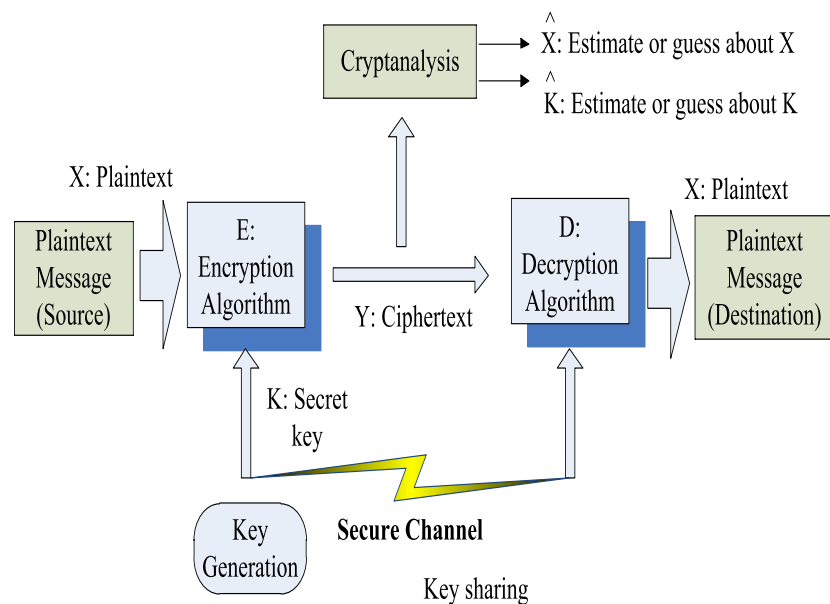 Cryptanalysis
^
X: Estimate or guess about X
^
K: Estimate or guess about K
X: Plaintext
Plaintext
Message
(Source)
E:
Encryption
Algorithm
Y: Ciphertext
D:
Decryption
Algorithm
X: Plaintext
Plaintext
Message
(Destination)
K: Secret
key
Key
Generation
Secure Channel
Key sharing